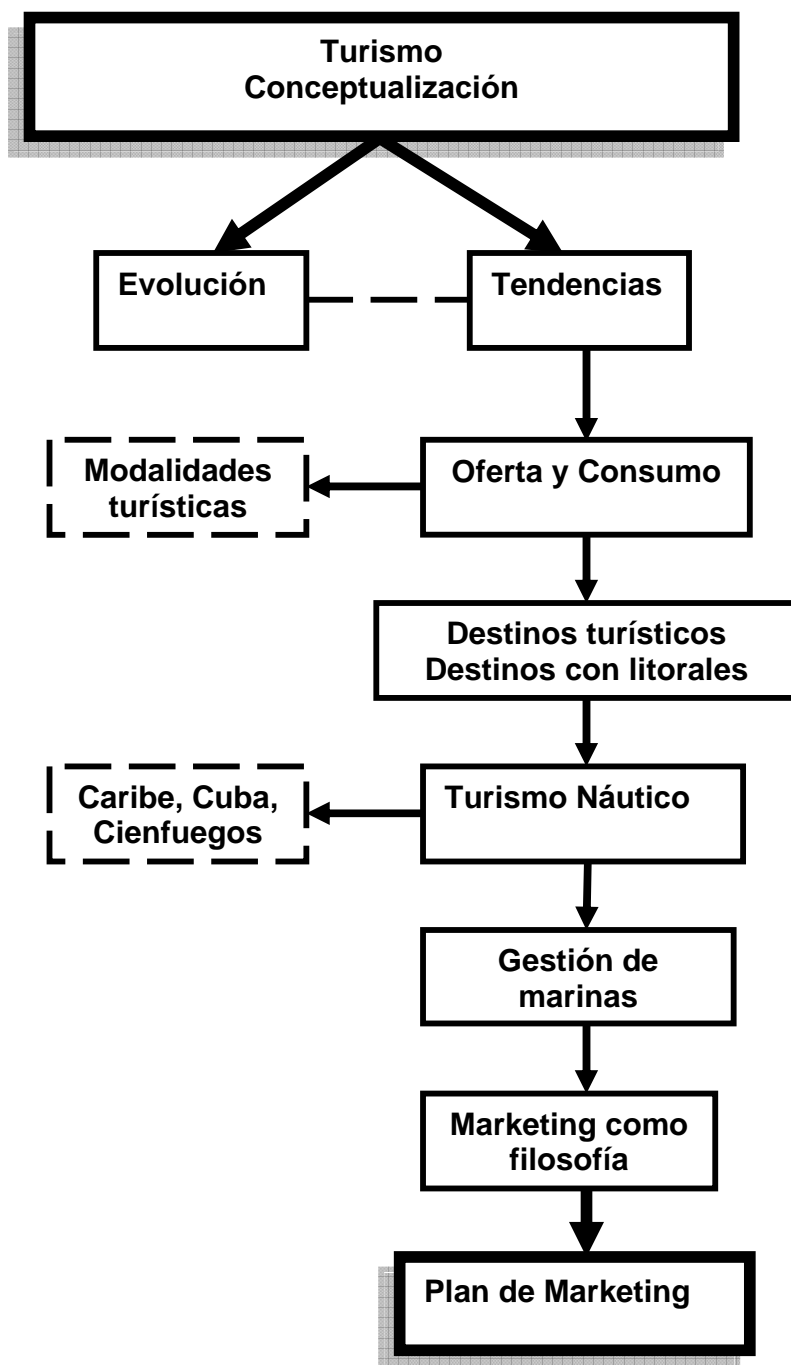 Turismo
Conceptualización
Evolución
Tendencias
Modalidades
turísticas
Oferta y Consumo
Destinos turísticos
Destinos con litorales
Caribe, Cuba,
Cienfuegos
Turismo Náutico
Gestión de
marinas
Marketing como
filosofía
Plan de Marketing